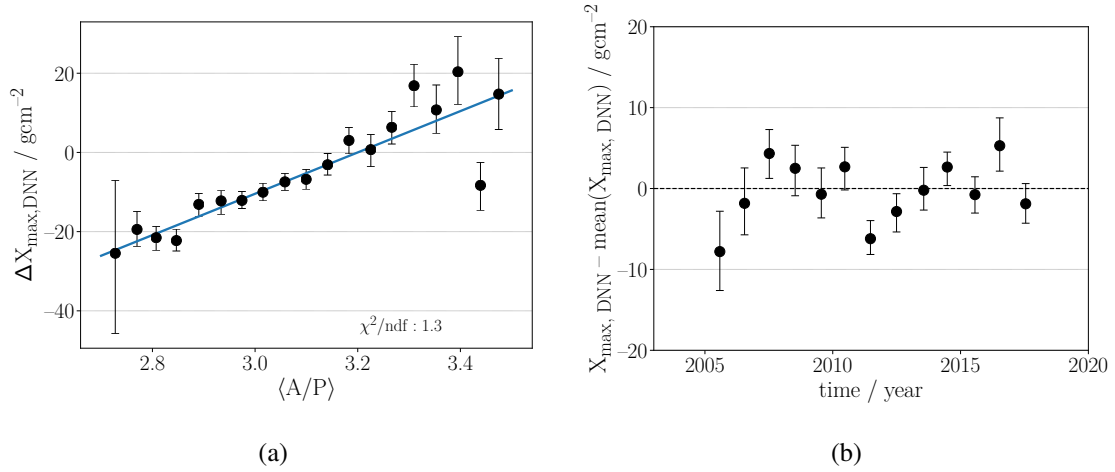 ΔX_max,DNN / gcm⁻²
20
0
−20
−40
2.8 3.0 3.2 3.4
⟨A/P⟩
χ²/ndf : 1.3
(a)
X_max, DNN − mean(X_max, DNN) / gcm⁻²
20
10
0
−10
−20
2005 2010 2015 2020
time / year
(b)